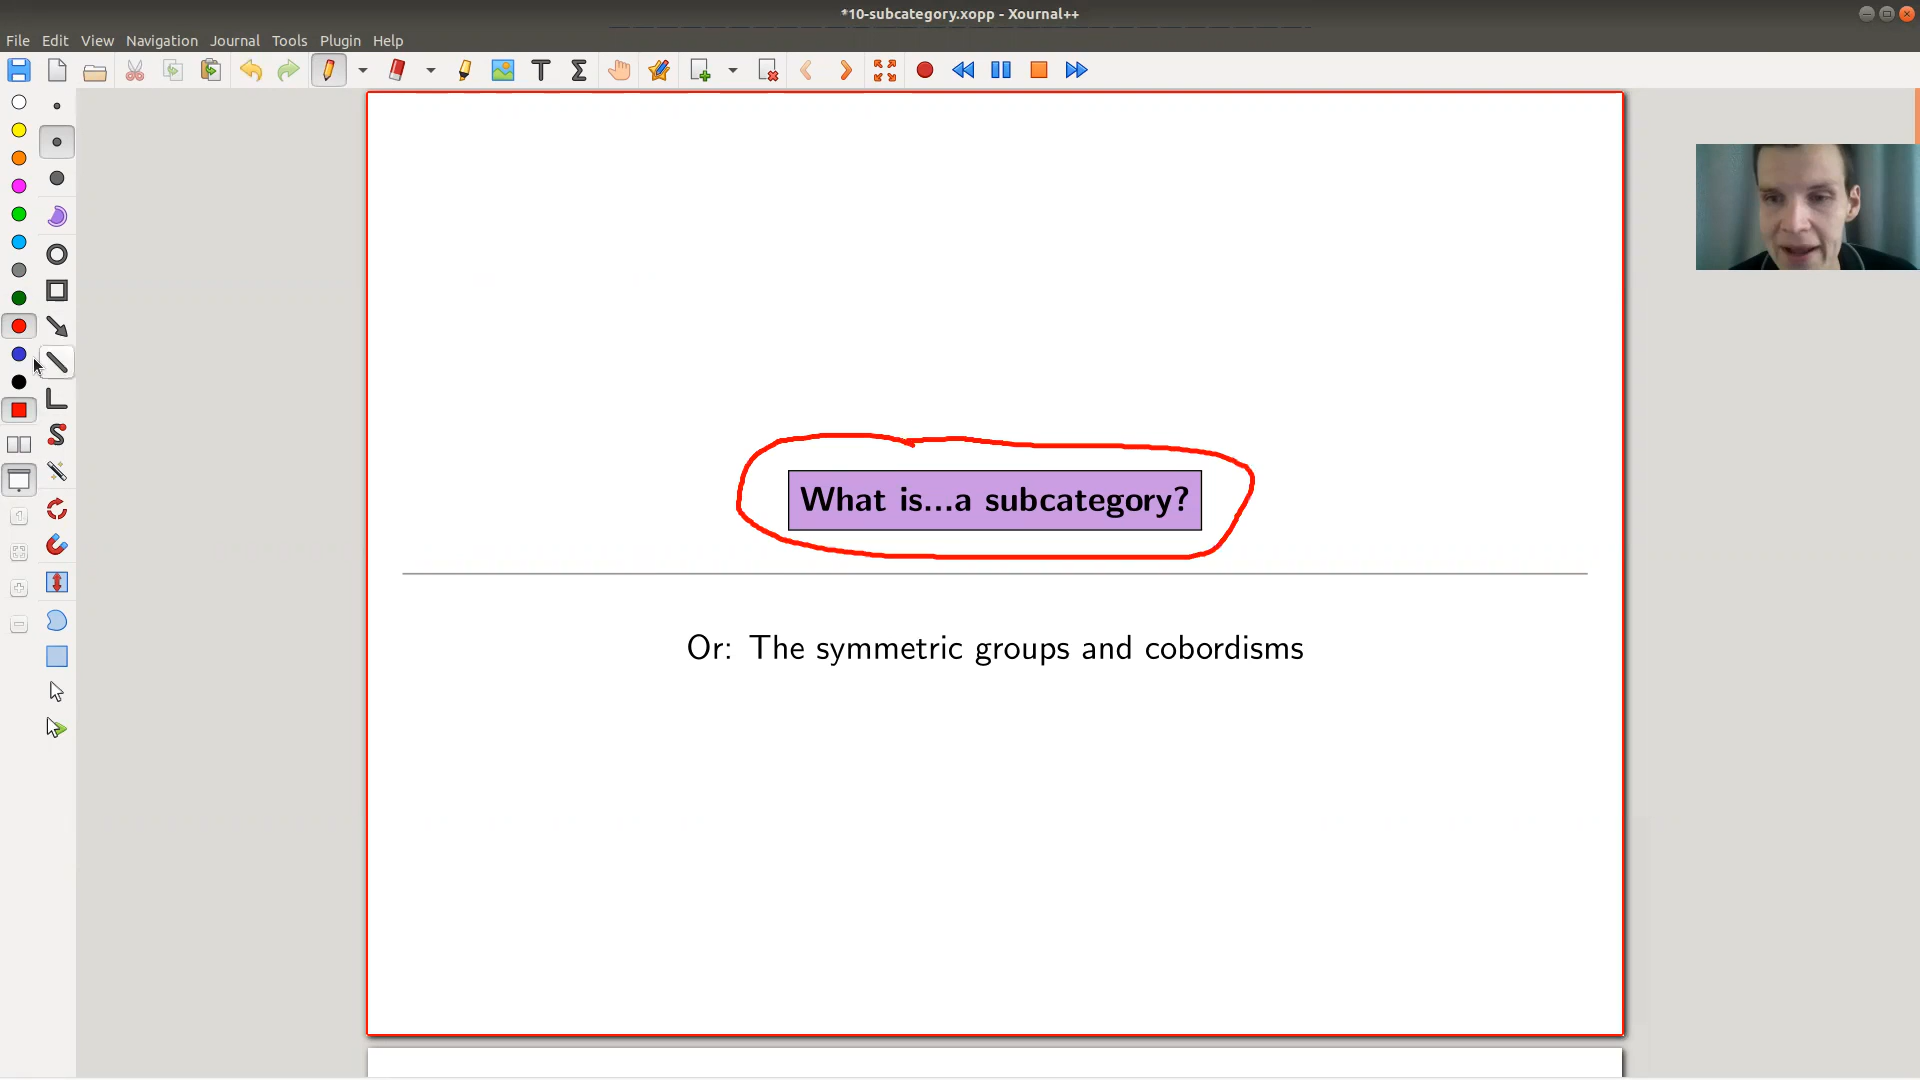 *10-subcategory.xopp - Xournal++
File Edit View Navigation Journal Tools Plugin Help
What is...a subcategory?
Or: The symmetric groups and cobordisms